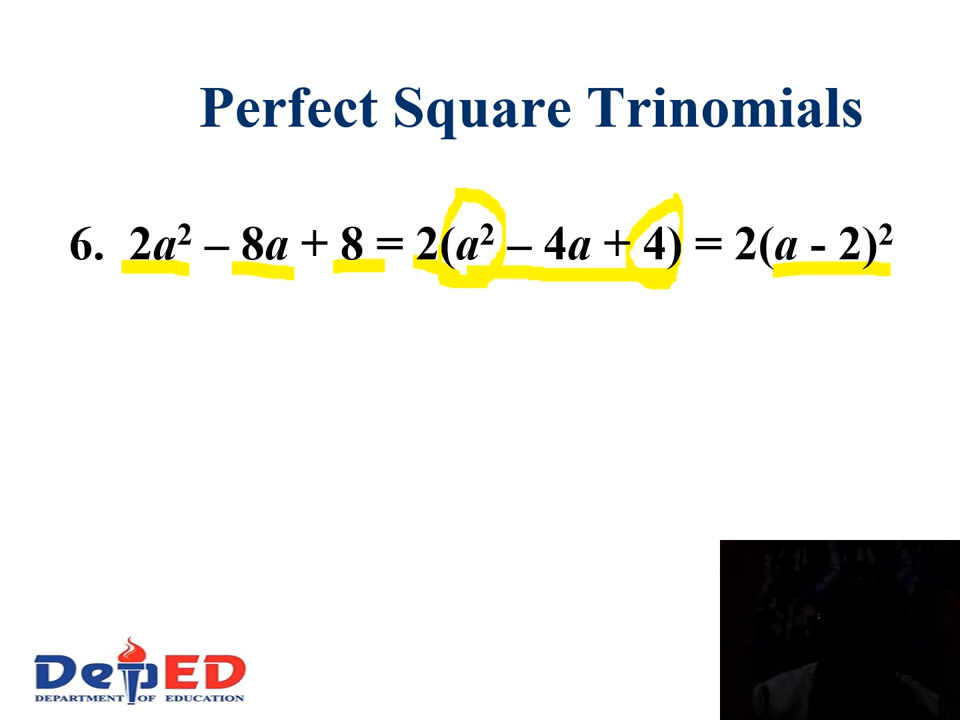 Perfect Square Trinomials
6. 2a² – 8a + 8 = 2(a² – 4a + 4) = 2(a - 2)²
DepED
DEPARTMENT OF EDUCATION